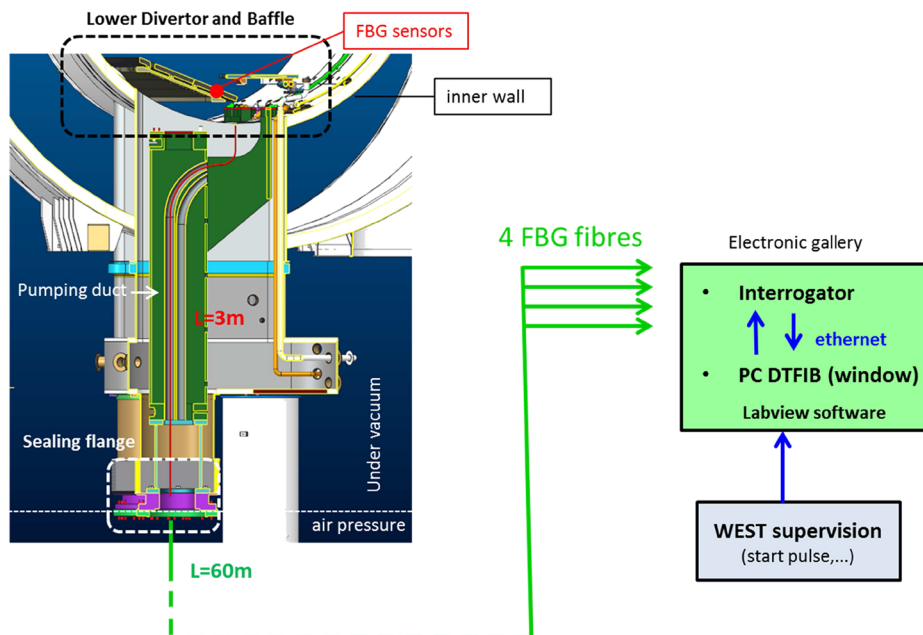 Lower Divertor and Baffle
FBG sensors
inner wall
4 FBG fibres
Electronic gallery
Pumping duct
L=3m
• Interrogator
ethernet
• PC DTFIB (window)
Labview software
Sealing flange
Under vacuum
air pressure
WEST supervision
(start pulse,...)
L=60m